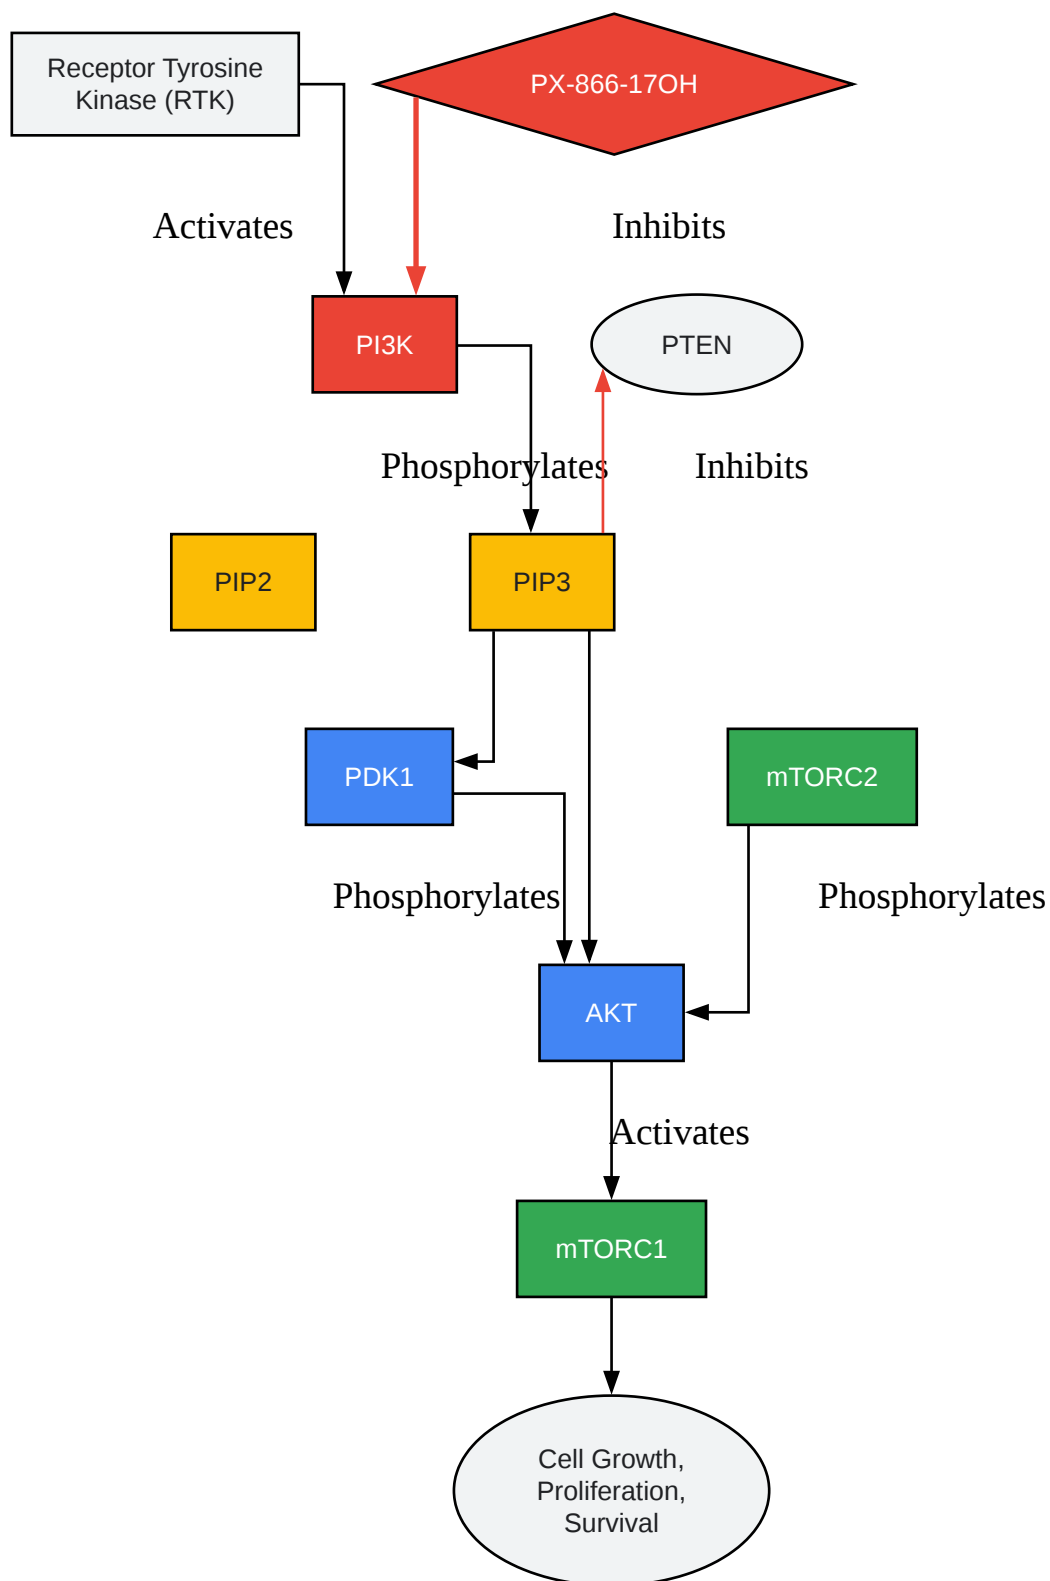 Receptor Tyrosine
Kinase (RTK)
PX-866-17OH
Activates
Inhibits
PI3K
PTEN
Phosphorylates
Inhibits
PIP2
PIP3
PDK1
mTORC2
Phosphorylates
Phosphorylates
AKT
Activates
mTORC1
Cell Growth,
Proliferation,
Survival